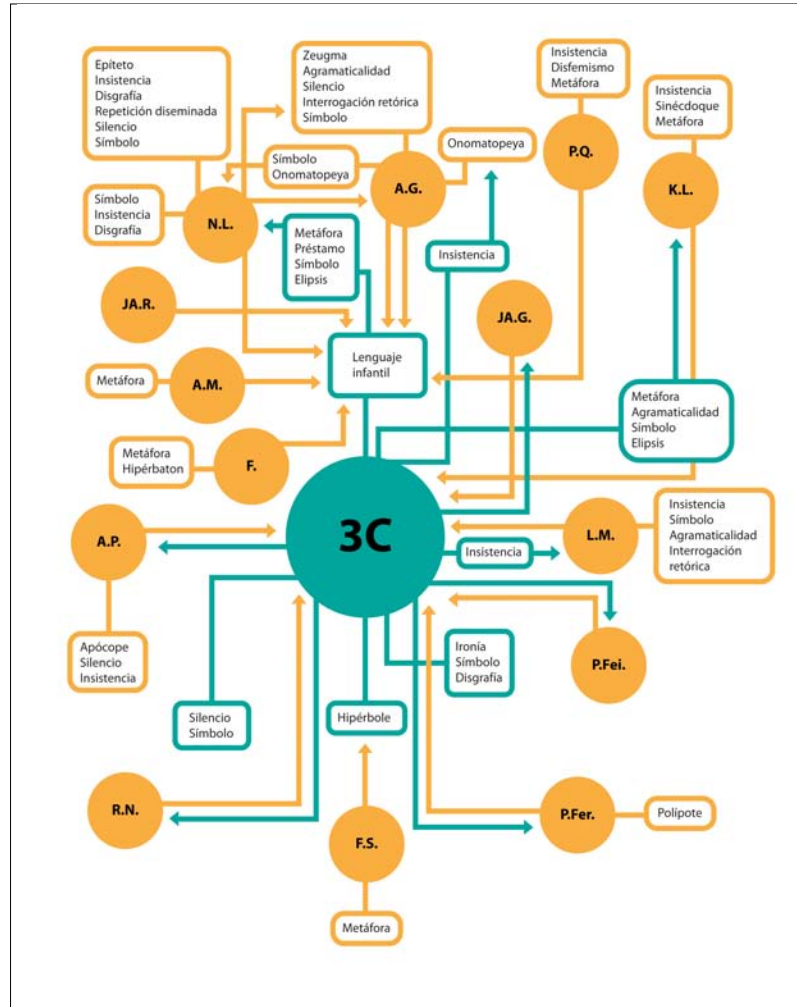 Epíteto
Insistencia
Disgrafía
Repetición diseminada
Silencio
Símbolo
Zeugma
Agramaticalidad
Silencio
Interrogación retórica
Símbolo
Insistencia
Disfemismo
Metáfora
Insistencia
Sinécdoque
Metáfora
Onomatopeya
Símbolo
Onomatopeya
P.Q.
K.L.
A.G.
Símbolo
Insistencia
Disgrafía
N.L.
Metáfora
Préstamo
Símbolo
Elipsis
Insistencia
JA.R.
JA.G.
Lenguaje
infantil
Metáfora
A.M.
Metáfora
Agramaticalidad
Símbolo
Elipsis
Metáfora
Hipérbaton
F.
3C
A.P.
Insistencia
L.M.
Insistencia
Símbolo
Agramaticalidad
Interrogación
retórica
Apócope
Silencio
Insistencia
Ironía
Símbolo
Disgrafia
P.Fei.
Silencio
Símbolo
Hipérbole
R.N.
F.S.
P.Fer.
Polípote
Metáfora